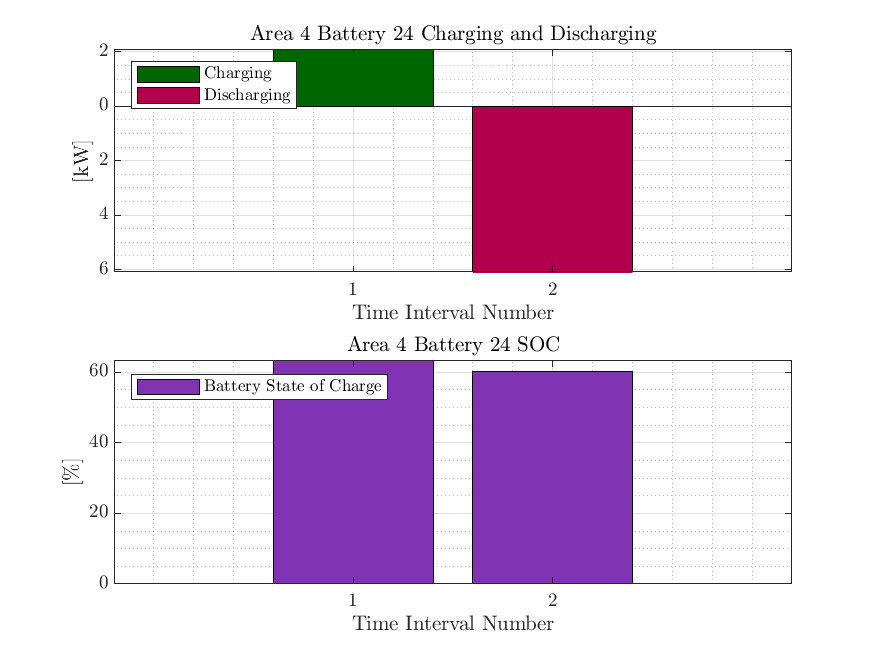 Area 4 Battery 24 Charging and Discharging
2
0
2
4
6
[kW]
Charging
Discharging
1
2
Time Interval Number
Area 4 Battery 24 SOC
60
40
20
0
[%]
Battery State of Charge
1
2
Time Interval Number